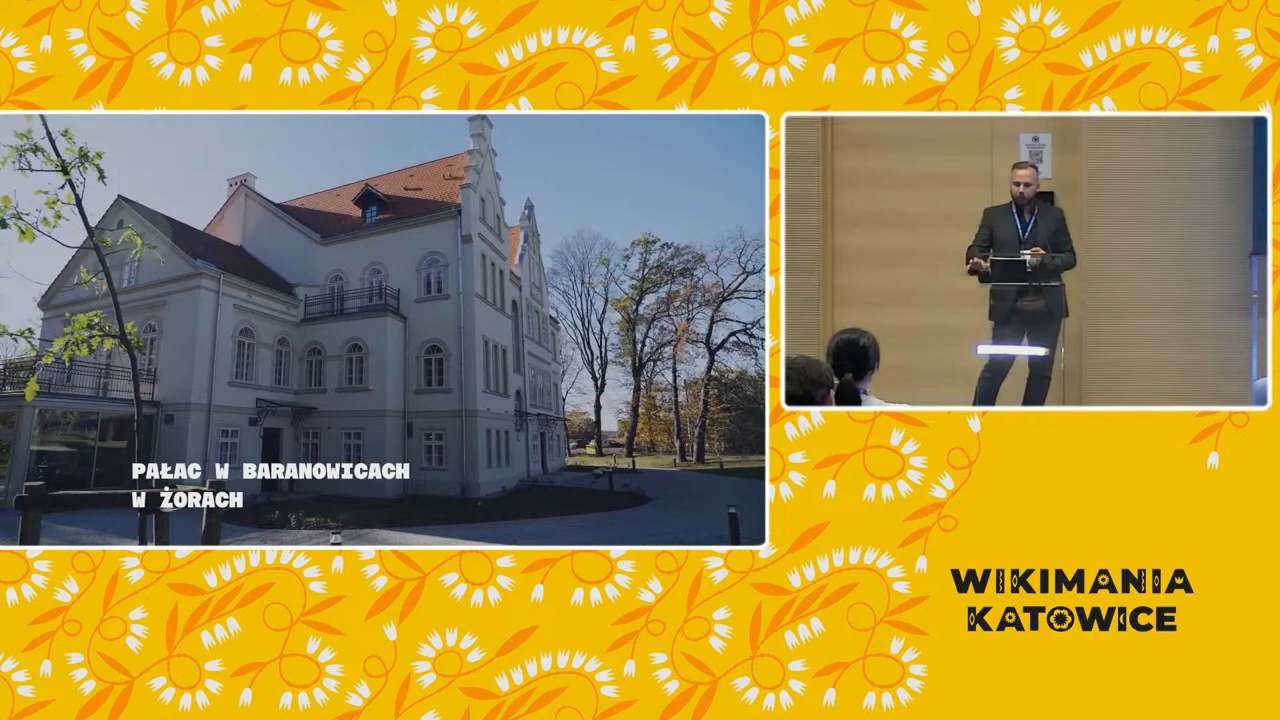 PAŁAC W BARANOWICACH
W ŻORACH
WIKIMANIA
KATOWICE